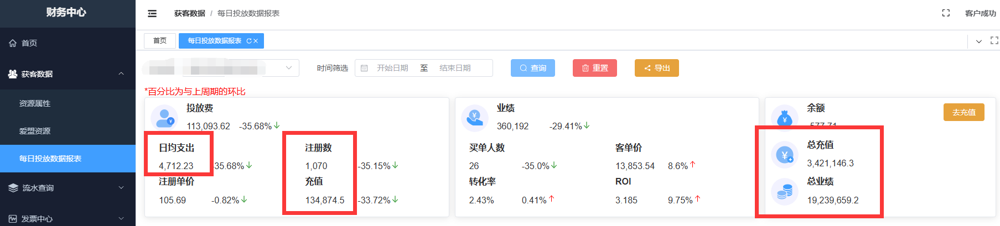 财务中心
首页
获客数据
资源属性
爱盟资源
每日投放数据报表
流水查询
发票中心
获客数据 / 每日投放数据报表
客户成功
首页
每日投放数据报表
时间筛选
开始日期 至 结束日期
查询
重置
导出
*百分比为与上周期的环比
投放费
113,093.62 -35.68%
日均支出
4,712.23 -35.68%
注册数
1,070 -35.15%
注册单价
105.69 -0.82%
充值
134,874.5 -33.72%
业绩
360,192 -29.41%
买单人数
26 -35.0%
客单价
13,853.54 8.6%
转化率
2.43% 0.41%
ROI
3.185 9.75%
余额
去充值
总充值
3,421,146.3
总业绩
19,239,659.2